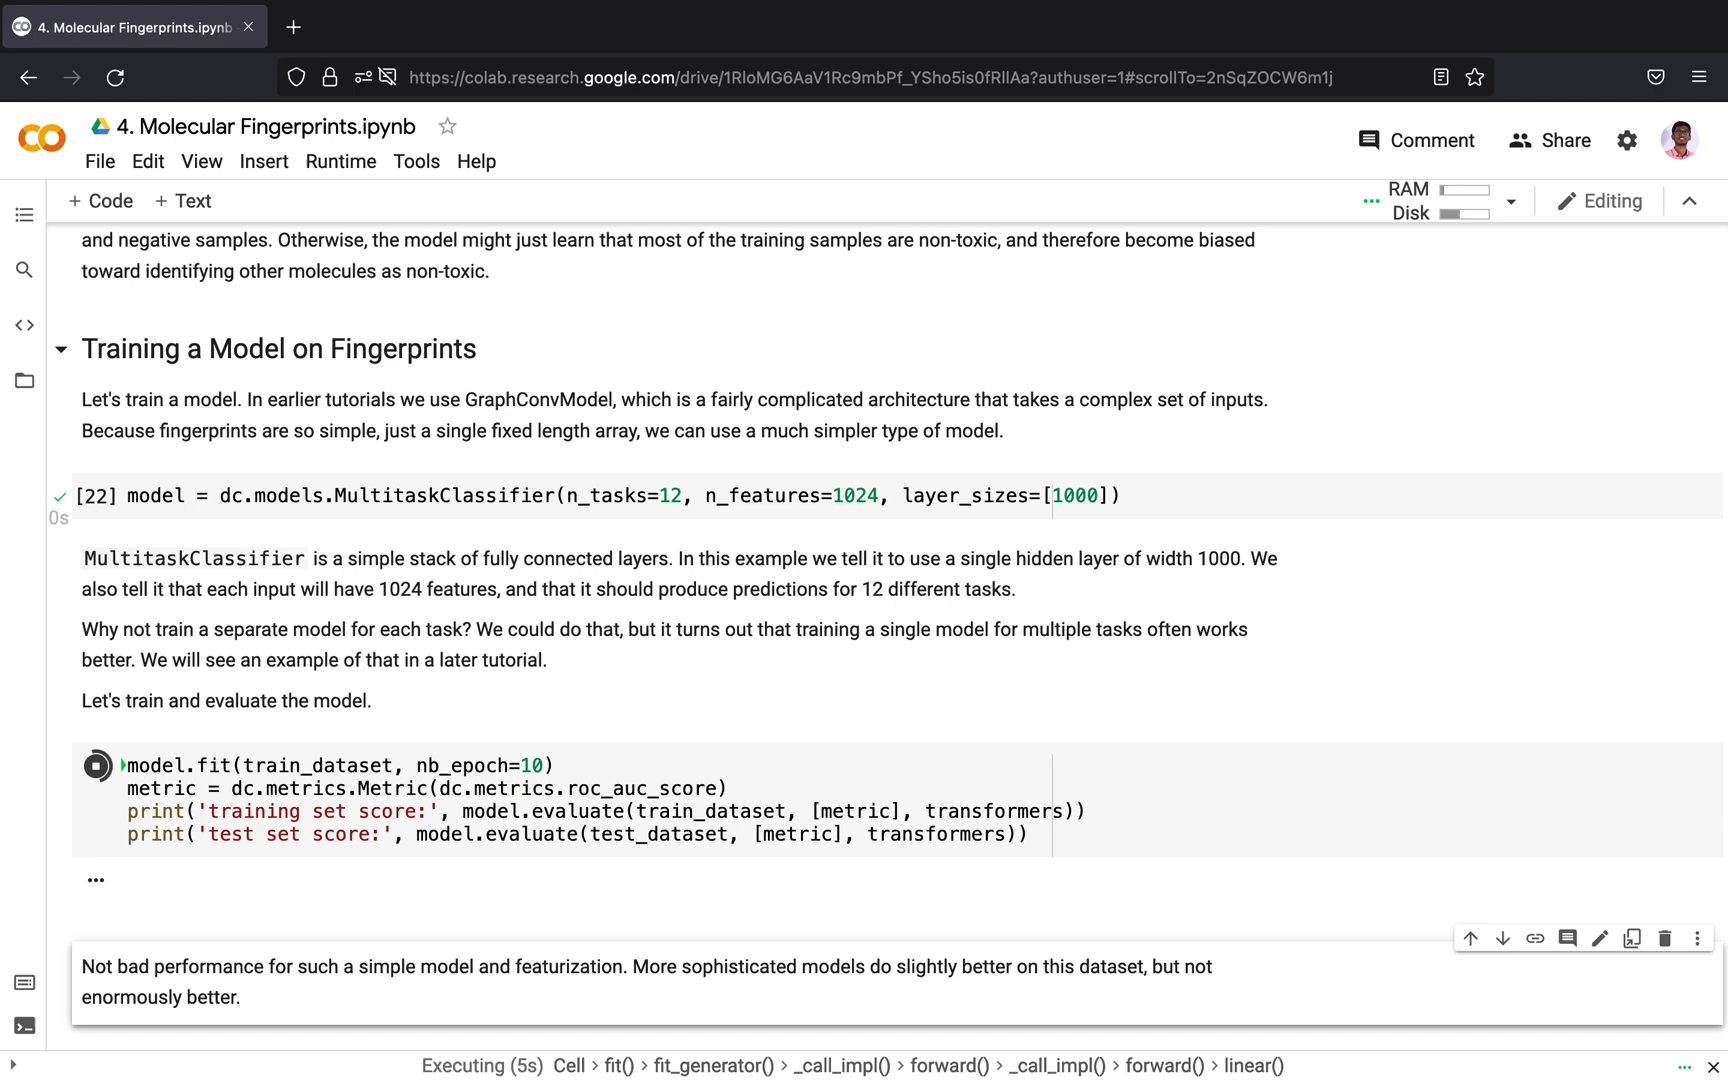 4. Molecular Fingerprints.ipynb
https://colab.research.google.com/drive/1RloMG6AaV1Rc9mbPf_YSho5is0fRllAa?authuser=1#scrollTo=2nSqZOCW6m1j
4. Molecular Fingerprints.ipynb
File Edit View Insert Runtime Tools Help
Comment Share
+ Code + Text
RAM
Disk
Editing
and negative samples. Otherwise, the model might just learn that most of the training samples are non-toxic, and therefore become biased
toward identifying other molecules as non-toxic.
Training a Model on Fingerprints
Let's train a model. In earlier tutorials we use GraphConvModel, which is a fairly complicated architecture that takes a complex set of inputs.
Because fingerprints are so simple, just a single fixed length array, we can use a much simpler type of model.
[22] model = dc.models.MultitaskClassifier(n_tasks=12, n_features=1024, layer_sizes=[1000])
0s
MultitaskClassifier is a simple stack of fully connected layers. In this example we tell it to use a single hidden layer of width 1000. We
also tell it that each input will have 1024 features, and that it should produce predictions for 12 different tasks.
Why not train a separate model for each task? We could do that, but it turns out that training a single model for multiple tasks often works
better. We will see an example of that in a later tutorial.
Let's train and evaluate the model.
model.fit(train_dataset, nb_epoch=10)
metric = dc.metrics.Metric(dc.metrics.roc_auc_score)
print('training set score:', model.evaluate(train_dataset, [metric], transformers))
print('test set score:', model.evaluate(test_dataset, [metric], transformers))
...
Not bad performance for such a simple model and featurization. More sophisticated models do slightly better on this dataset, but not
enormously better.
Executing (5s) Cell > fit() > fit_generator() > _call_impl() > forward() > _call_impl() > forward() > linear()